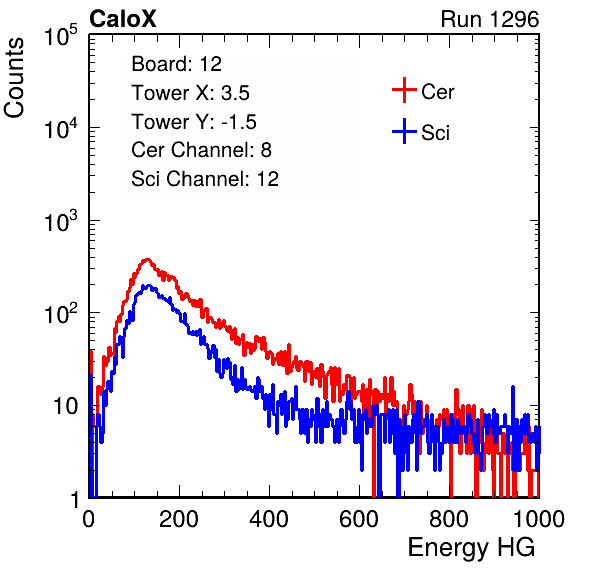 CaloX Run 1296
Counts
10^5
10^4
10^3
10^2
10
1
Board: 12
Tower X: 3.5
Tower Y: -1.5
Cer Channel: 8
Sci Channel: 12
Cer
Sci
0 200 400 600 800 1000
Energy HG